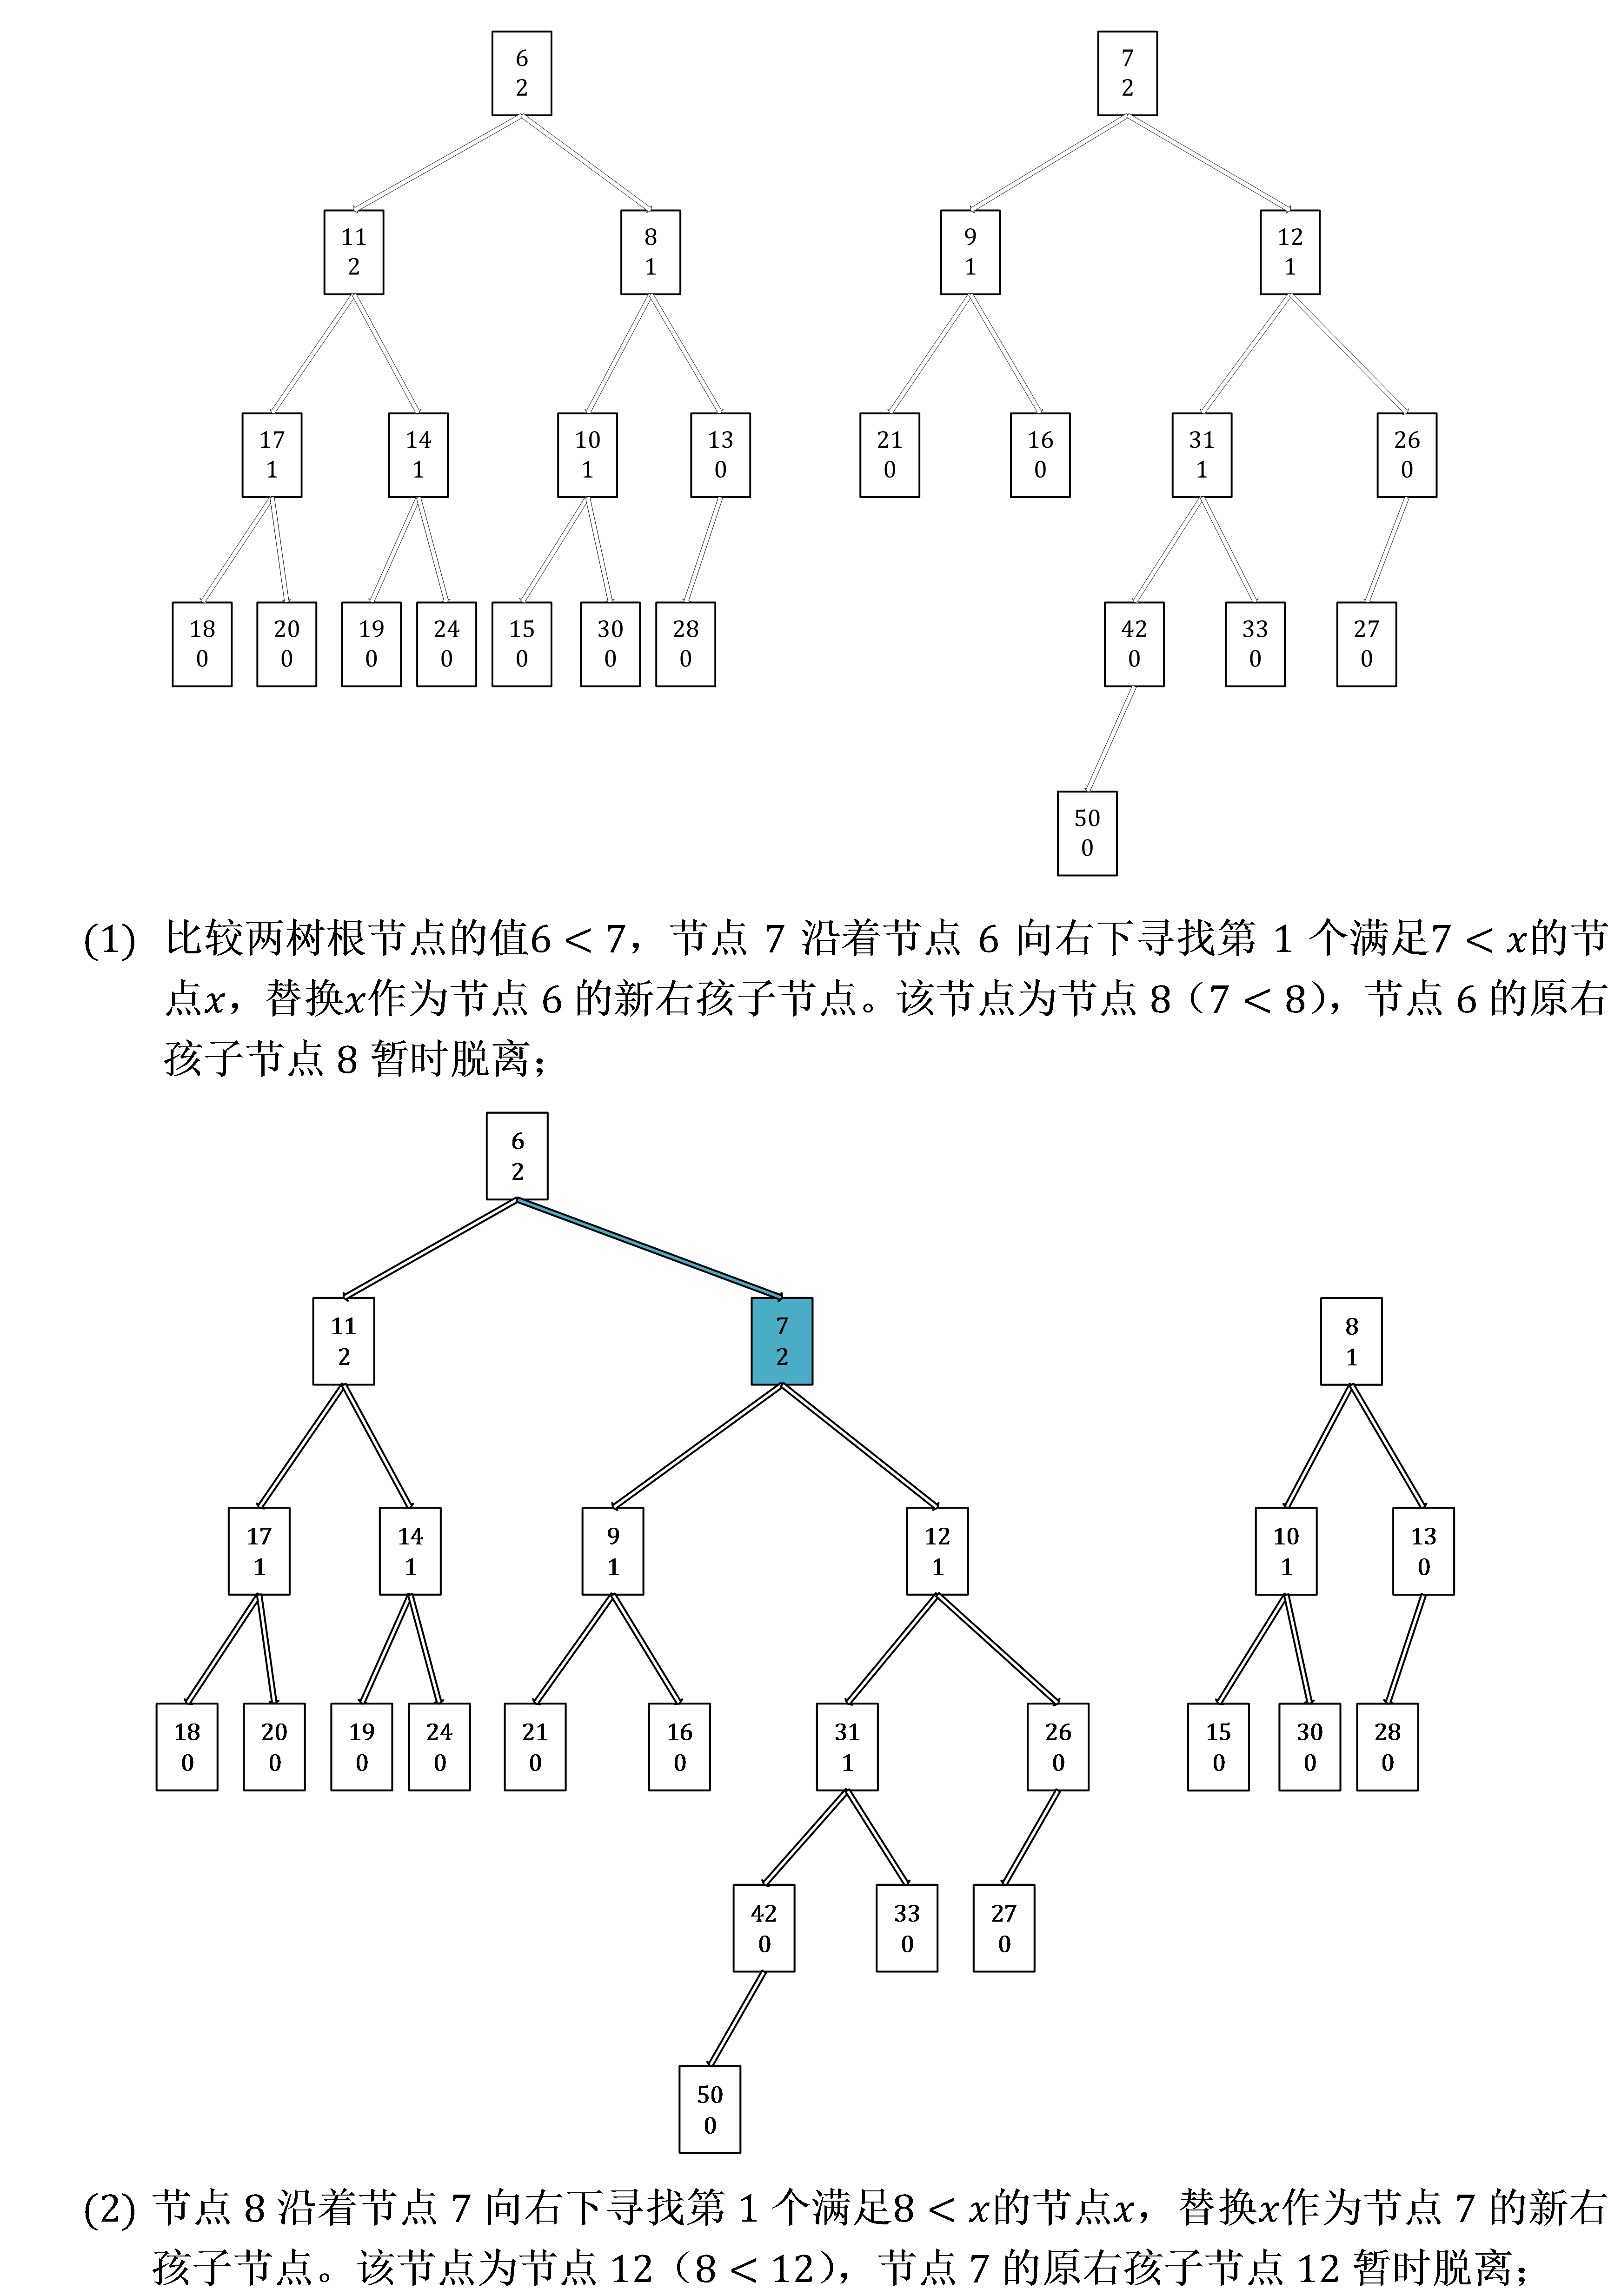 6 7
2 2
11 8 9 12
2 1 1 1
17 14 10 13 21 16 31 26
1 1 1 0 0 0 1 0
18 20 19 24 15 30 28 42 33 27
0 0 0 0 0 0 0 0 0 0
50
0
(1) 比较两树根节点的值6 < 7，节点 7 沿着节点 6 向右下寻找第 1 个满足7 < x的节
点x，替换x作为节点 6 的新右孩子节点。该节点为节点 8（7 < 8），节点 6 的原右
孩子节点 8 暂时脱离；
6
2
11 7 8
2 2 1
17 14 9 12 10 13
1 1 1 1 1 0
18 20 19 24 21 16 31 26 15 30 28
0 0 0 0 0 0 1 0 0 0 0
42 33 27
0 0 0
50
0
(2) 节点 8 沿着节点 7 向右下寻找第 1 个满足8 < x的节点x，替换x作为节点 7 的新右
孩子节点。该节点为节点 12（8 < 12），节点 7 的原右孩子节点 12 暂时脱离；